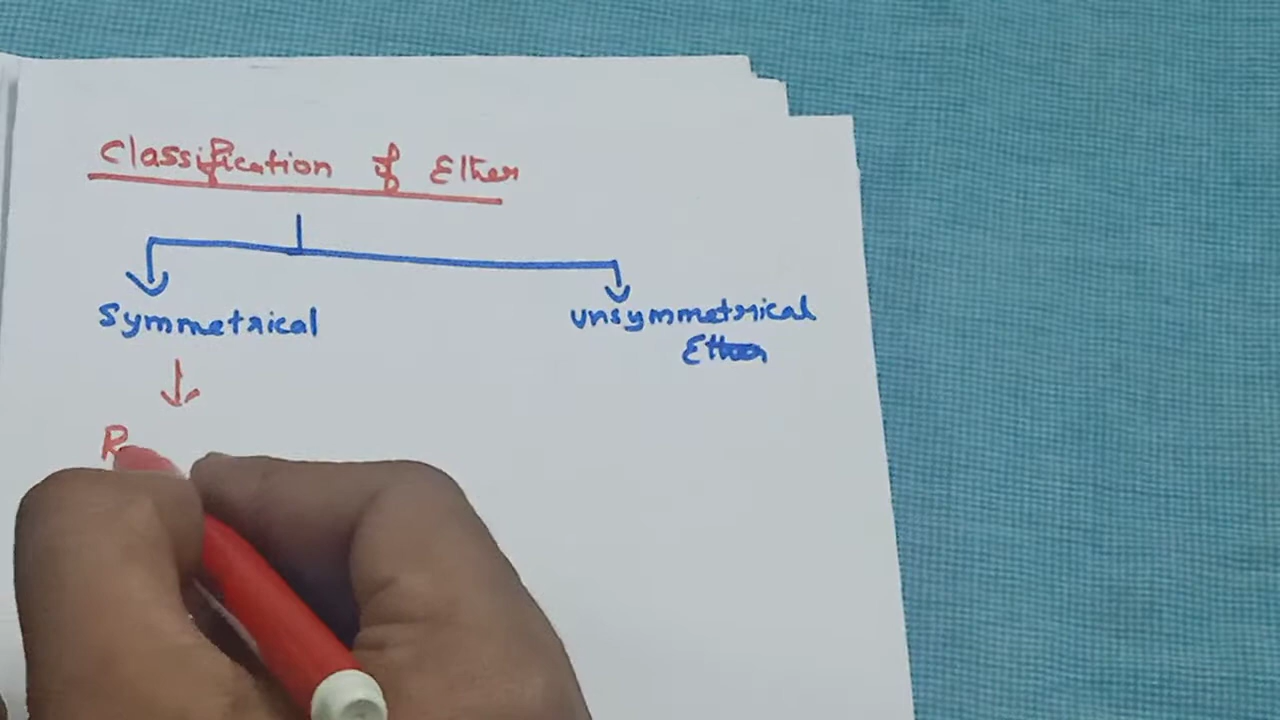 Classification of Ether
Symmetrical
unsymmetrical
Ether
R